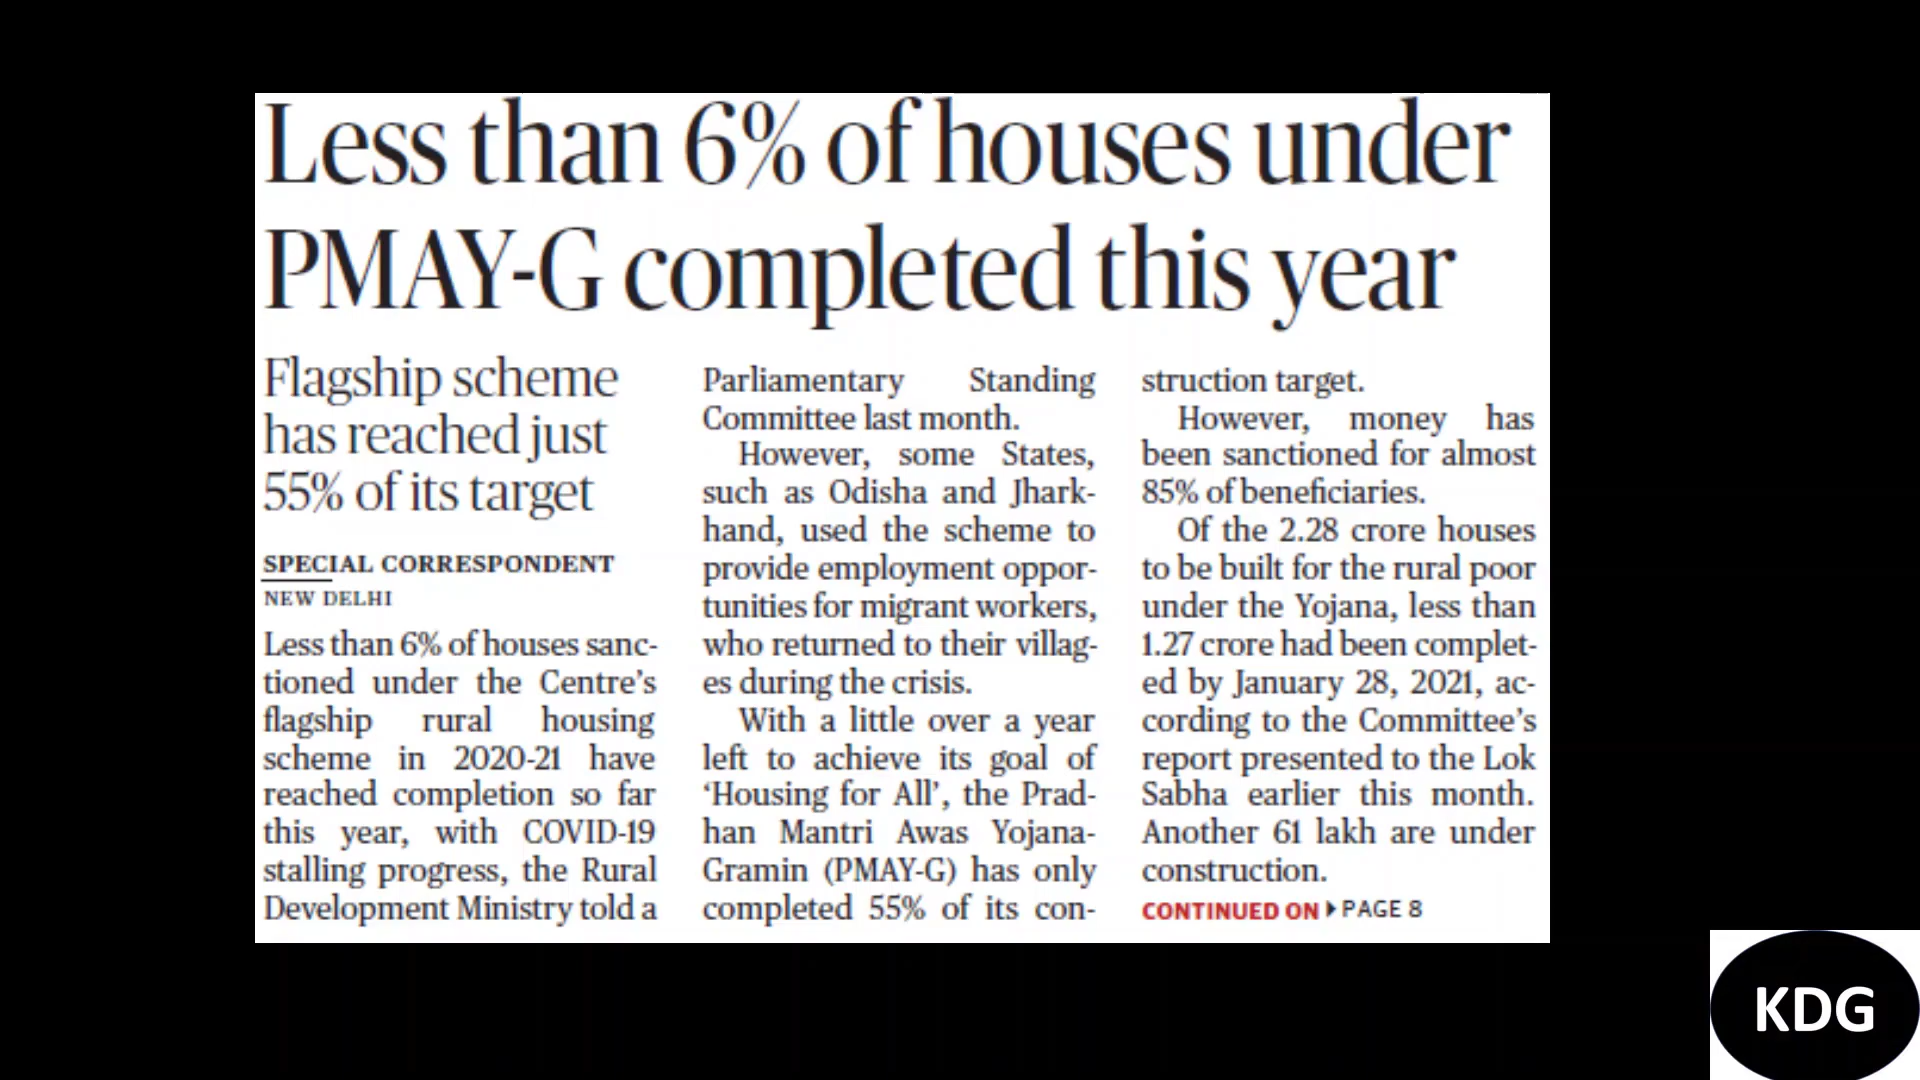 Less than 6% of houses under
PMAY-G completed this year
Flagship scheme
has reached just
55% of its target
SPECIAL CORRESPONDENT
NEW DELHI
Less than 6% of houses sanc-
tioned under the Centre's
flagship rural housing
scheme in 2020-21 have
reached completion so far
this year, with COVID-19
stalling progress, the Rural
Development Ministry told a
Parliamentary Standing
Committee last month.
However, some States,
such as Odisha and Jhark-
hand, used the scheme to
provide employment oppor-
tunities for migrant workers,
who returned to their villag-
es during the crisis.
With a little over a year
left to achieve its goal of
‘Housing for All’, the Prad-
han Mantri Awas Yojana-
Gramin (PMAY-G) has only
completed 55% of its con-
struction target.
However, money has
been sanctioned for almost
85% of beneficiaries.
Of the 2.28 crore houses
to be built for the rural poor
under the Yojana, less than
1.27 crore had been complet-
ed by January 28, 2021, ac-
cording to the Committee's
report presented to the Lok
Sabha earlier this month.
Another 61 lakh are under
construction.
CONTINUED ON ▸ PAGE 8
KDG